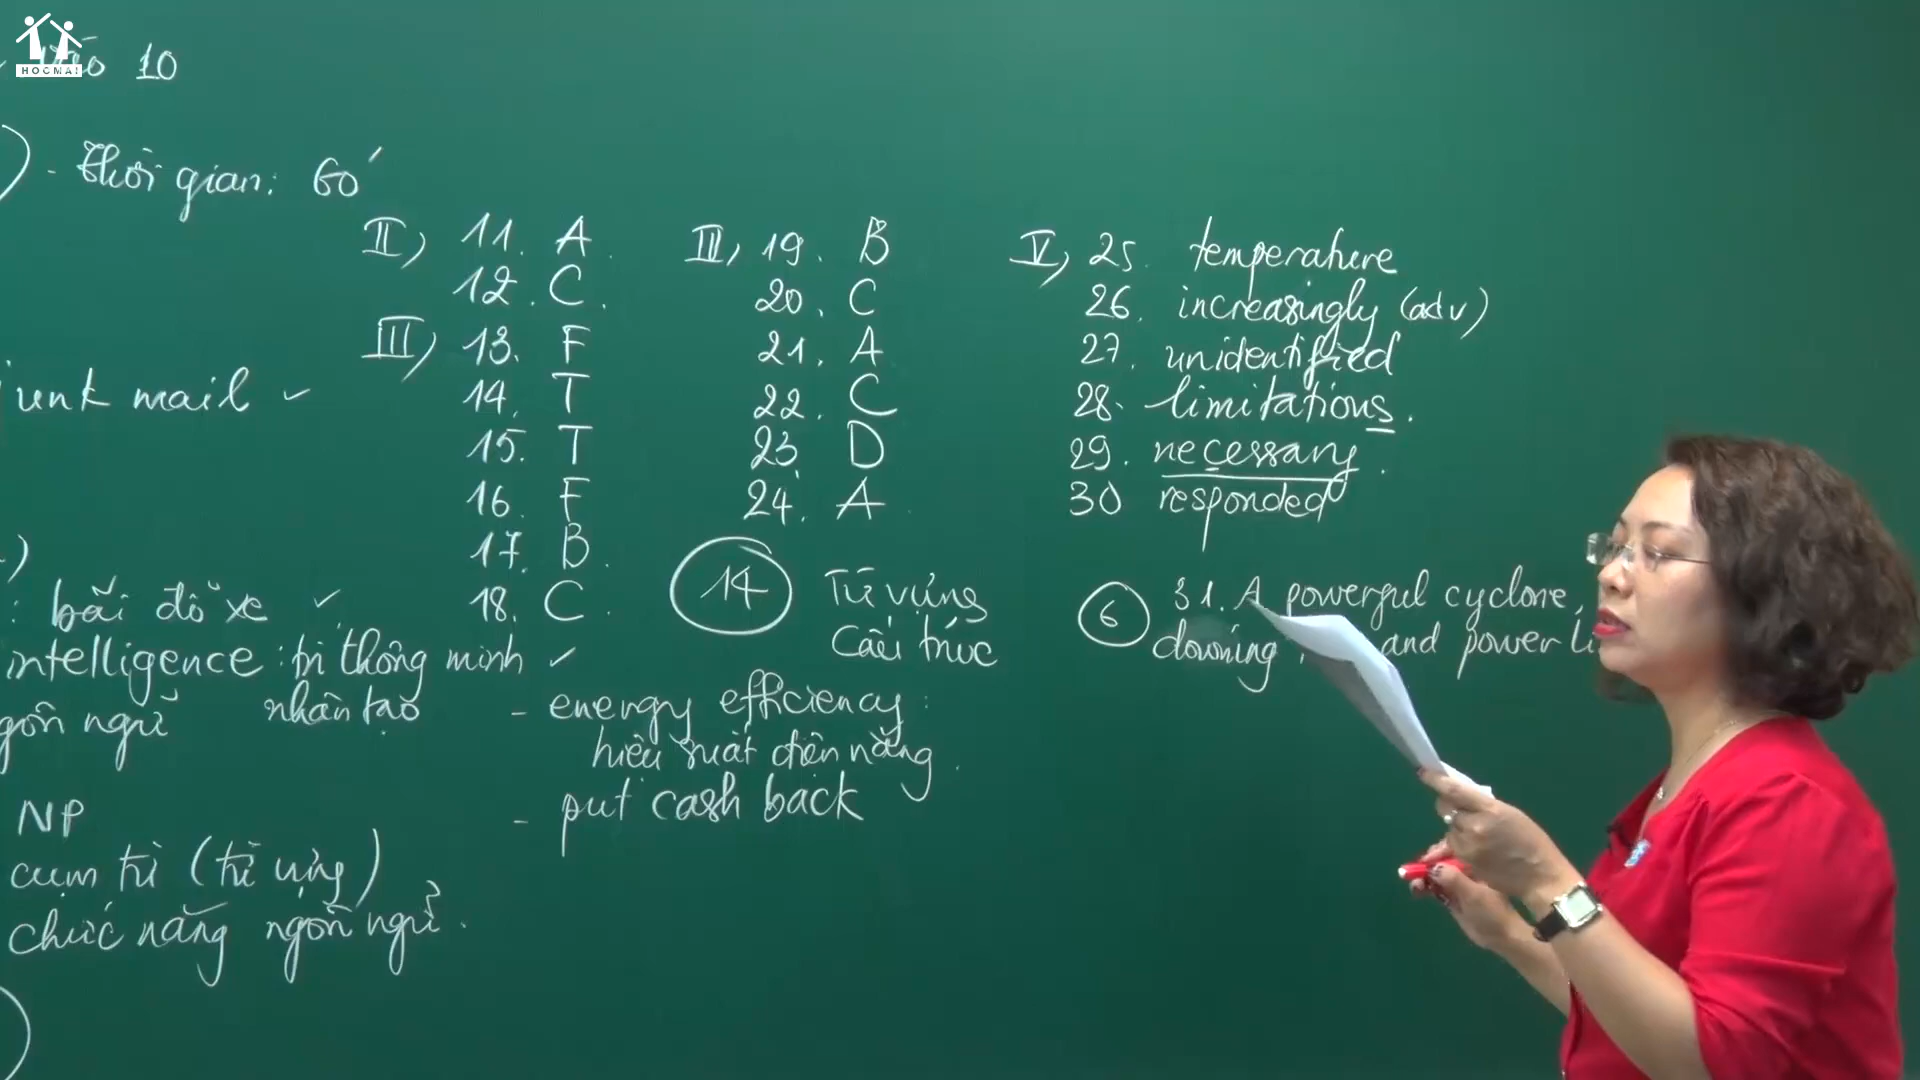 HOCMAI
vào 10
- Thời gian: 60'
II) 11. A.
12. C.
III) 13. F
14. T
15. T
16. F
17. B.
18. C.
III) 19. B
20. C
21. A
22. C
23. D
24. A
V) 25. temperature
26. increasingly (adv)
27. unidentified
28. limitations.
29. necessary.
30 responded
junk mail ✓
14 Từ vựng
Cấu trúc
6 31. A powerful cyclone,
downing and power li
: bãi đỗ xe ✓
intelligence: trí thông minh ✓
nhân tạo
ngôn ngữ
- energy efficiency:
hiệu suất điện năng.
- put cash back
NP
cụm từ (từ vựng)
chức năng ngôn ngữ.